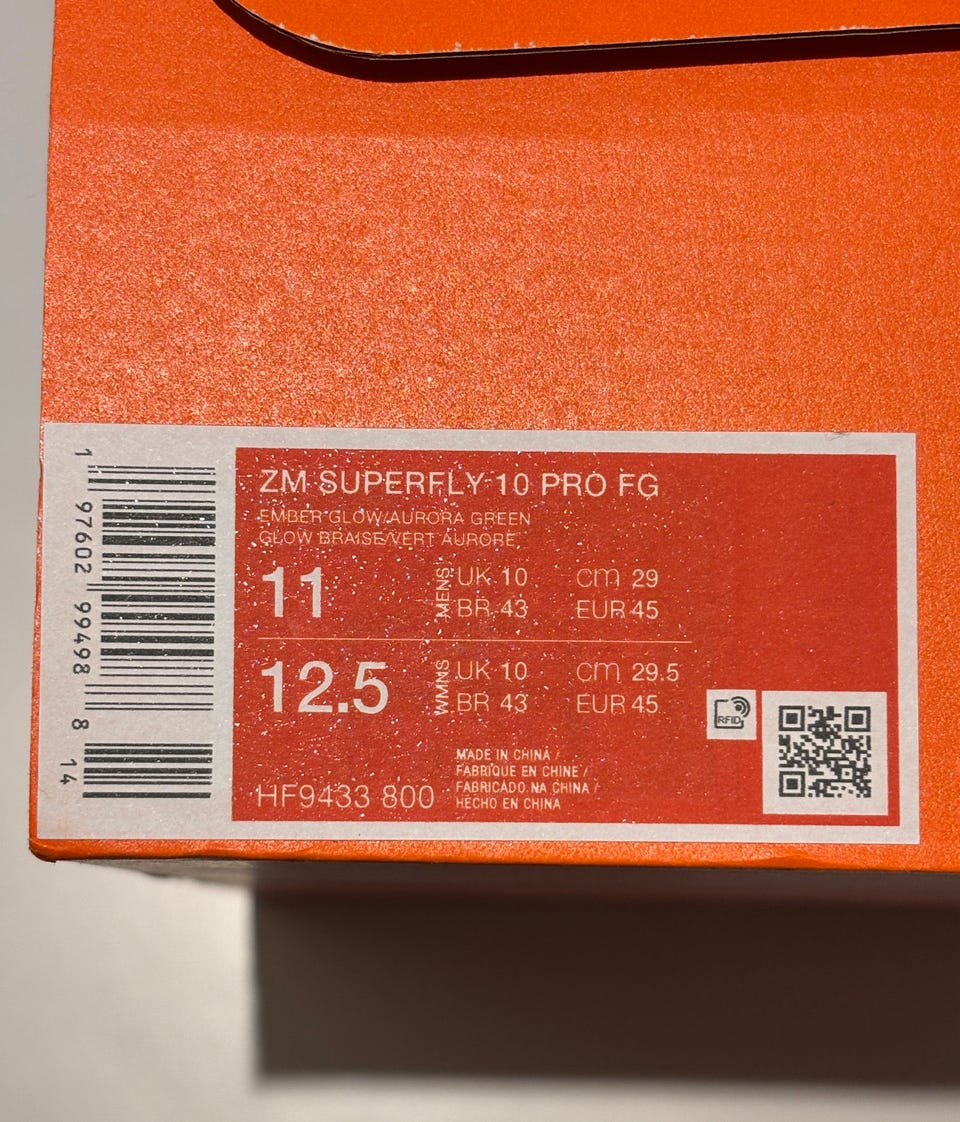 ZM SUPERFLY 10 PRO FG
EMBER GLOW/AURORA GREEN
GLOW BRAISE/VERT AURORE
11 MENS UK 10 cm 29
BR 43 EUR 45
12.5 WMNS UK 10 cm 29.5
BR 43 EUR 45
RFID
MADE IN CHINA /
FABRIQUE EN CHINE /
FABRICADO NA CHINA /
HECHO EN CHINA
HF9433 800
1 97602 99498 8 14